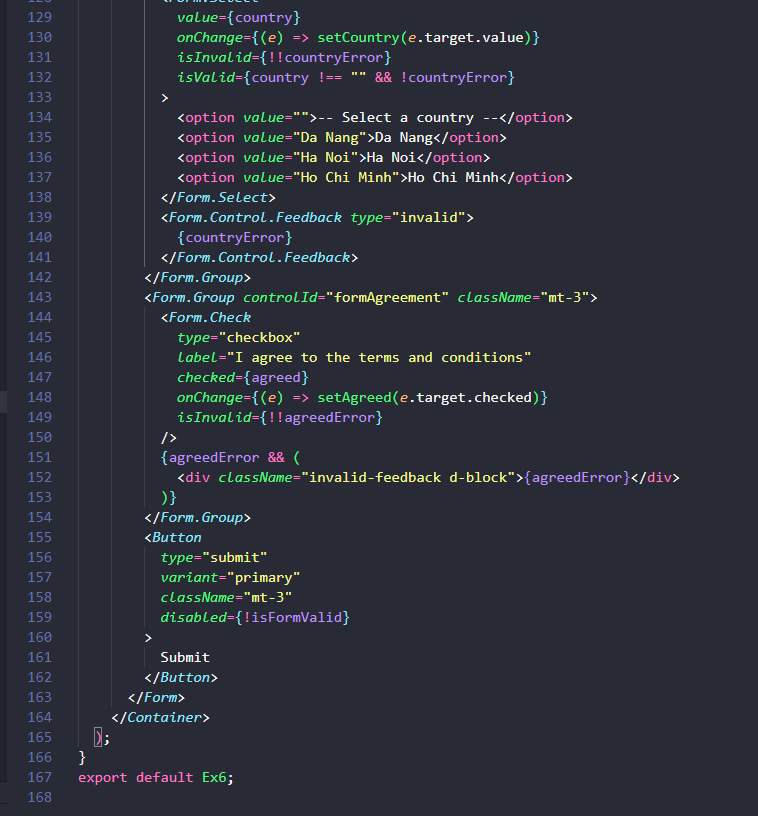 128 <Form.Select
129 value={country}
130 onChange={(e) => setCountry(e.target.value)}
131 isInvalid={!!countryError}
132 isValid={country !== "" && !countryError}
133 >
134 <option value="">-- Select a country --</option>
135 <option value="Da Nang">Da Nang</option>
136 <option value="Ha Noi">Ha Noi</option>
137 <option value="Ho Chi Minh">Ho Chi Minh</option>
138 </Form.Select>
139 <Form.Control.Feedback type="invalid">
140 {countryError}
141 </Form.Control.Feedback>
142 </Form.Group>
143 <Form.Group controlId="formAgreement" className="mt-3">
144 <Form.Check
145 type="checkbox"
146 label="I agree to the terms and conditions"
147 checked={agreed}
148 onChange={(e) => setAgreed(e.target.checked)}
149 isInvalid={!!agreedError}
150 />
151 {agreedError && (
152 <div className="invalid-feedback d-block">{agreedError}</div>
153 )}
154 </Form.Group>
155 <Button
156 type="submit"
157 variant="primary"
158 className="mt-3"
159 disabled={!isFormValid}
160 >
161 Submit
162 </Button>
163 </Form>
164 </Container>
165 );
166 }
167 export default Ex6;
168